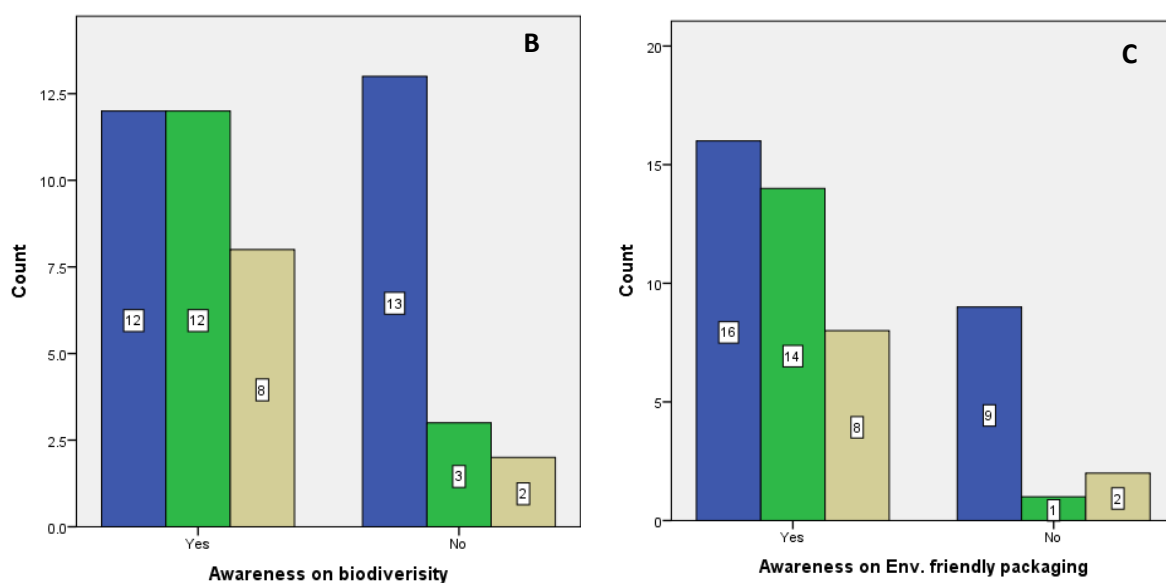 B
Count
12.5
10.0
7.5
5.0
2.5
0.0
12
12
8
13
3
2
Yes
No
Awareness on biodiverisity
C
Count
20
15
10
5
0
16
14
8
9
1
2
Yes
No
Awareness on Env. friendly packaging